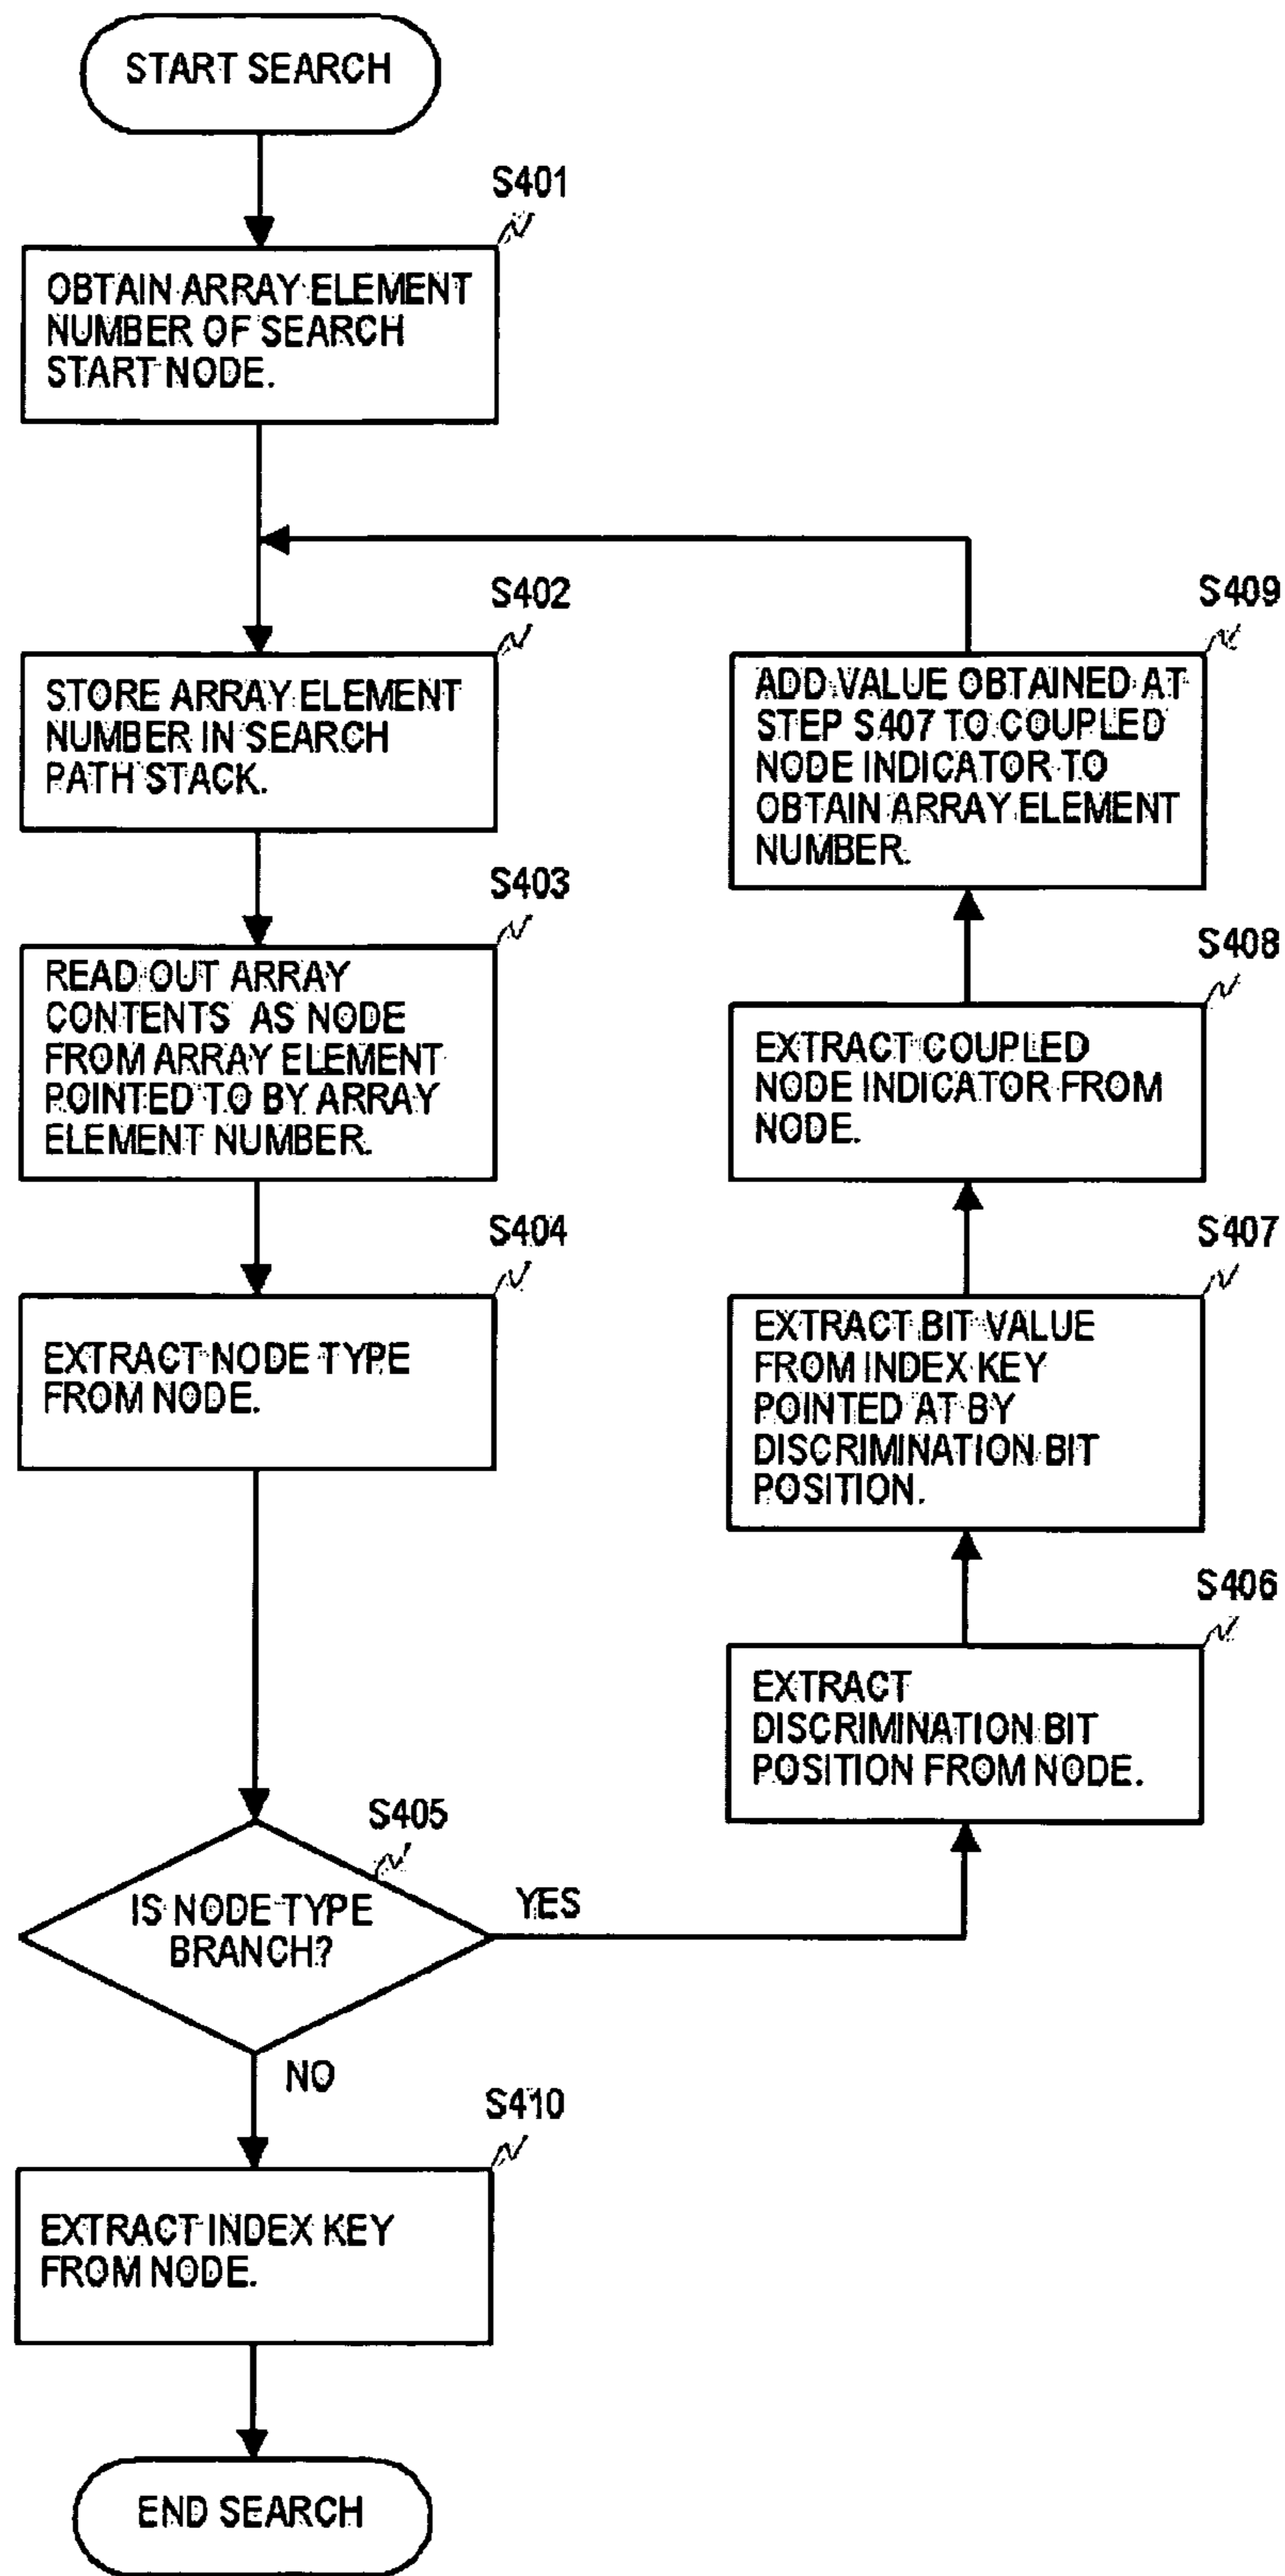 START SEARCH
S401
OBTAIN ARRAY ELEMENT
NUMBER OF SEARCH
START NODE.
S402
STORE ARRAY ELEMENT
NUMBER IN SEARCH
PATH STACK.
S403
READ OUT ARRAY
CONTENTS AS NODE
FROM ARRAY ELEMENT
POINTED TO BY ARRAY
ELEMENT NUMBER.
S404
EXTRACT NODE TYPE
FROM NODE.
S405
IS NODE TYPE
BRANCH?
YES
NO
S406
EXTRACT
DISCRIMINATION BIT
POSITION FROM NODE.
S407
EXTRACT BIT VALUE
FROM INDEX KEY
POINTED AT BY
DISCRIMINATION BIT
POSITION.
S408
EXTRACT COUPLED
NODE INDICATOR FROM
NODE.
S409
ADD VALUE OBTAINED AT
STEP S407 TO COUPLED
NODE INDICATOR TO
OBTAIN ARRAY ELEMENT
NUMBER.
S410
EXTRACT INDEX KEY
FROM NODE.
END SEARCH